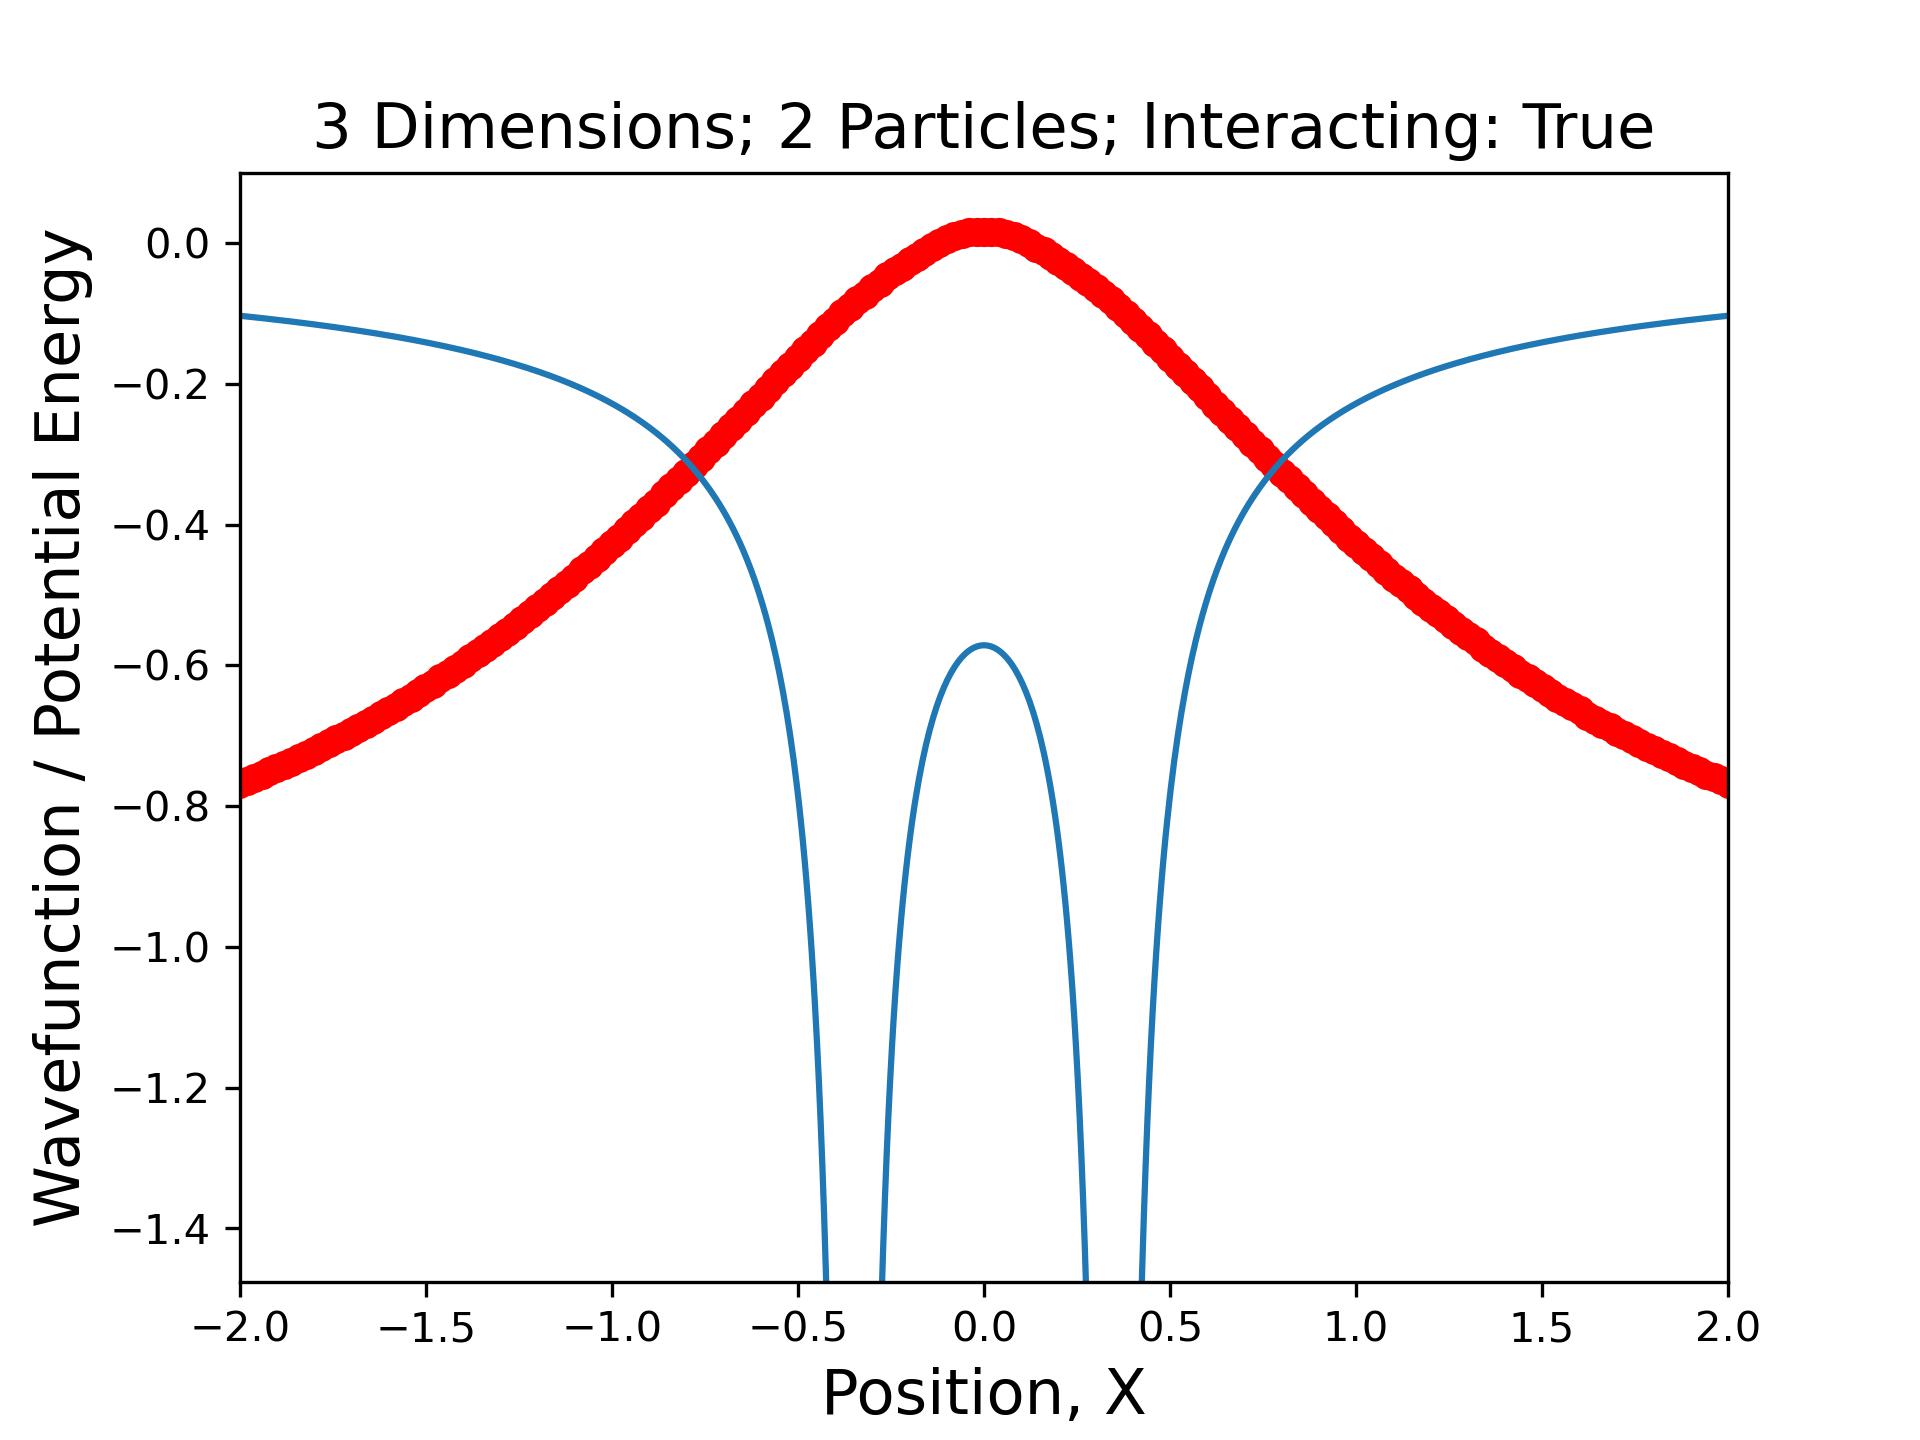 3 Dimensions; 2 Particles; Interacting: True
Wavefunction / Potential Energy
0.0
−0.2
−0.4
−0.6
−0.8
−1.0
−1.2
−1.4
−2.0 −1.5 −1.0 −0.5 0.0 0.5 1.0 1.5 2.0
Position, X